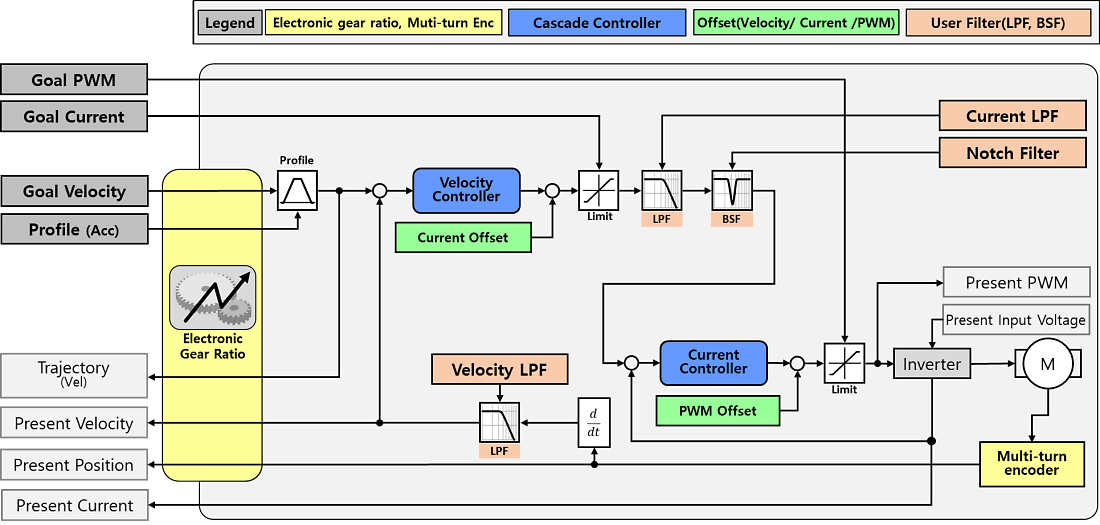 Legend
Electronic gear ratio, Muti-turn Enc
Cascade Controller
Offset(Velocity/ Current /PWM)
User Filter(LPF, BSF)
Goal PWM
Goal Current
Current LPF
Notch Filter
Profile
Goal Velocity
Velocity
Controller
Limit
LPF
BSF
Profile (Acc)
Current Offset
Present PWM
Present Input Voltage
Electronic
Gear Ratio
Trajectory
(Vel)
Velocity LPF
Current
Controller
Limit
Inverter
M
PWM Offset
Present Velocity
LPF
d
dt
Present Position
Multi-turn
encoder
Present Current